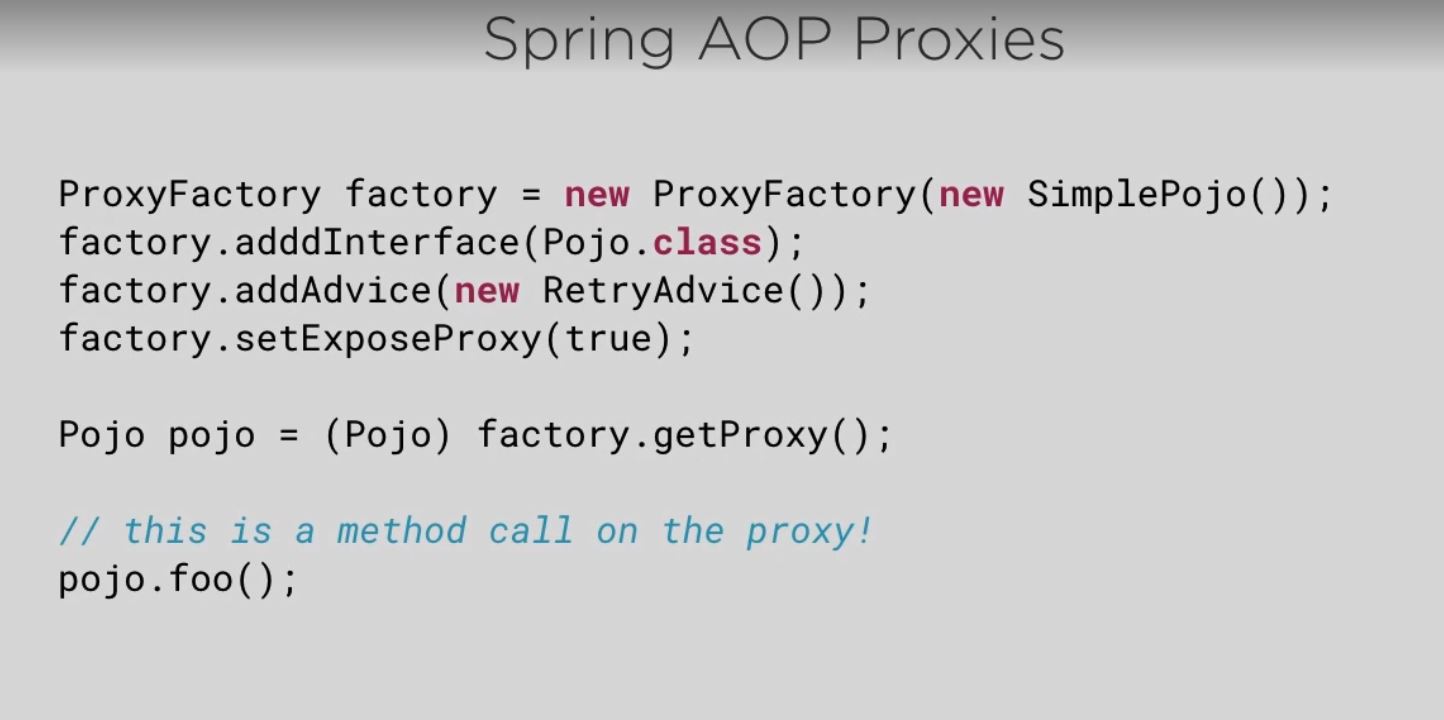 Spring AOP Proxies
ProxyFactory factory = new ProxyFactory(new SimplePojo());
factory.adddInterface(Pojo.class);
factory.addAdvice(new RetryAdvice());
factory.setExposeProxy(true);
Pojo pojo = (Pojo) factory.getProxy();
// this is a method call on the proxy!
pojo.foo();